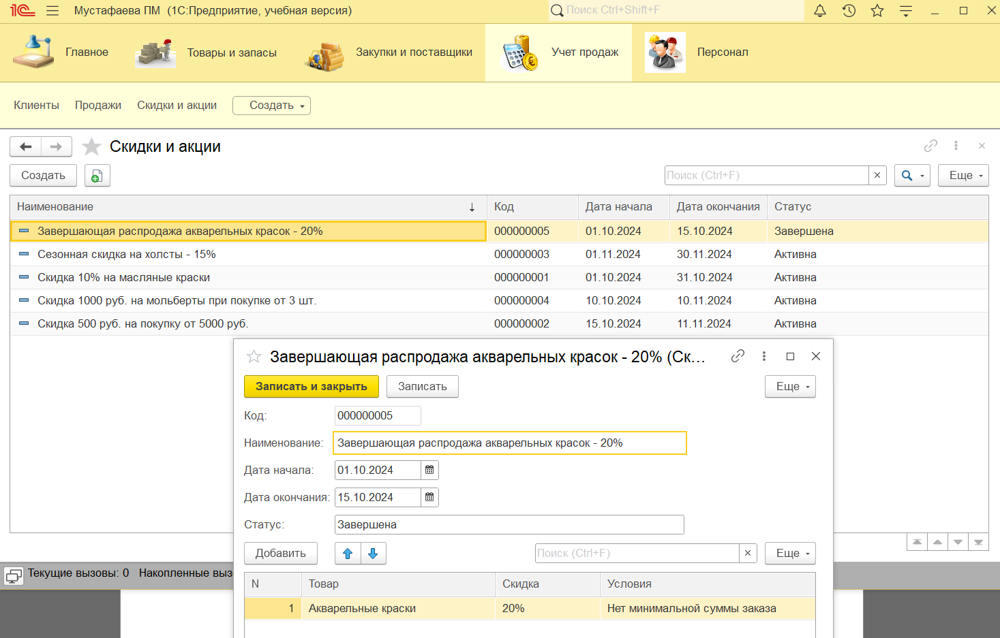 1С Мустафаева ПМ (1С:Предприятие, учебная версия) Поиск Ctrl+Shift+F
Главное Товары и запасы Закупки и поставщики Учет продаж Персонал
Клиенты Продажи Скидки и акции Создать
Скидки и акции
Создать Поиск (Ctrl+F) × Еще
Наименование ↓ Код Дата начала Дата окончания Статус
Завершающая распродажа акварельных красок - 20% 000000005 01.10.2024 15.10.2024 Завершена
Сезонная скидка на холсты - 15% 000000003 01.11.2024 30.11.2024 Активна
Скидка 10% на масляные краски 000000001 01.10.2024 31.10.2024 Активна
Скидка 1000 руб. на мольберты при покупке от 3 шт. 000000004 10.10.2024 10.11.2024 Активна
Скидка 500 руб. на покупку от 5000 руб. 000000002 15.10.2024 11.11.2024 Активна
Завершающая распродажа акварельных красок - 20% (Ск...
Записать и закрыть Записать Еще
Код: 000000005
Наименование: Завершающая распродажа акварельных красок - 20%
Дата начала: 01.10.2024
Дата окончания: 15.10.2024
Статус: Завершена
Добавить Поиск (Ctrl+F) × Еще
Текущие вызовы: 0 Накопленные выз
N Товар Скидка Условия
1 Акварельные краски 20% Нет минимальной суммы заказа